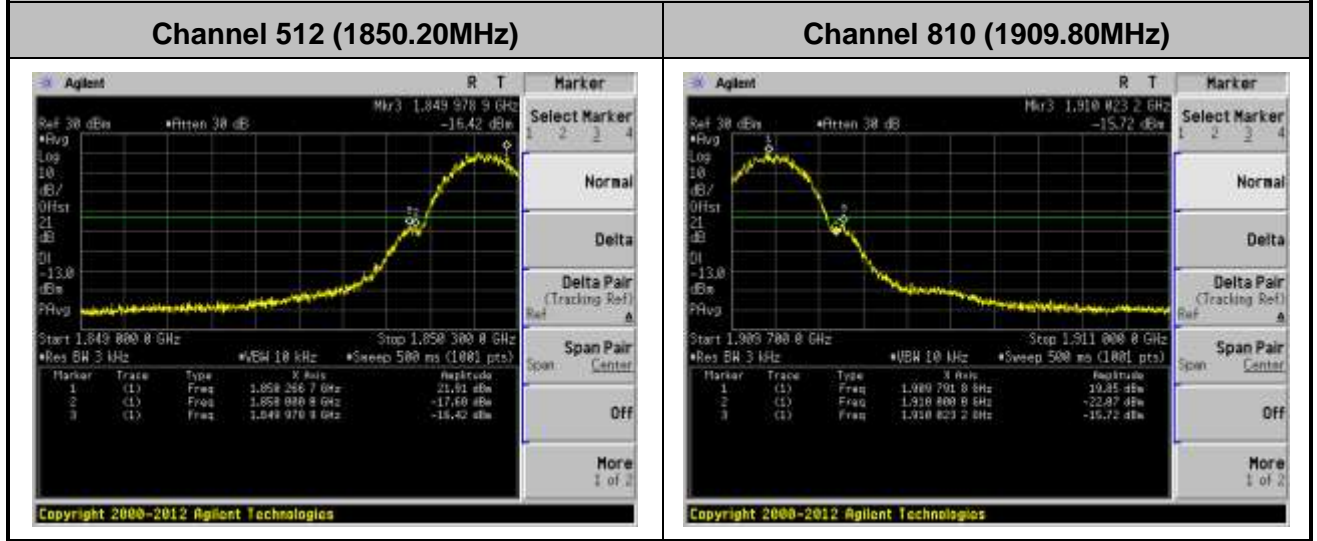 Channel 512 (1850.20MHz)
Agilent R T Marker
Mkr3 1.849 978 9 GHz
Ref 30 dBm •Atten 30 dB -16.42 dBm
•Avg
Log
10
dB/
Offst
21
dB
DI
-13.0
dBm
PAvg
Start 1.849 000 0 GHz Stop 1.850 300 0 GHz
•Res BW 3 kHz •VBW 10 kHz •Sweep 500 ms (1001 pts)
Marker Trace Type X Axis Amplitude
1 (1) Freq 1.850 266 7 GHz 21.91 dBm
2 (1) Freq 1.850 000 0 GHz -17.60 dBm
3 (1) Freq 1.849 978 9 GHz -16.42 dBm
Select Marker
1 2 3 4
Normal
Delta
Delta Pair
(Tracking Ref)
Ref Δ
Span Pair
Span Center
Off
More
1 of 2
Copyright 2000-2012 Agilent Technologies
Channel 810 (1909.80MHz)
Agilent R T Marker
Mkr3 1.910 023 2 GHz
Ref 30 dBm •Atten 30 dB -15.72 dBm
•Avg
Log
10
dB/
Offst
21
dB
DI
-13.0
dBm
PAvg
Start 1.909 700 0 GHz Stop 1.911 000 0 GHz
•Res BW 3 kHz •VBW 10 kHz •Sweep 500 ms (1001 pts)
Marker Trace Type X Axis Amplitude
1 (1) Freq 1.909 791 0 GHz 19.85 dBm
2 (1) Freq 1.910 000 0 GHz -22.07 dBm
3 (1) Freq 1.910 023 2 GHz -15.72 dBm
Select Marker
1 2 3 4
Normal
Delta
Delta Pair
(Tracking Ref)
Ref Δ
Span Pair
Span Center
Off
More
1 of 2
Copyright 2000-2012 Agilent Technologies